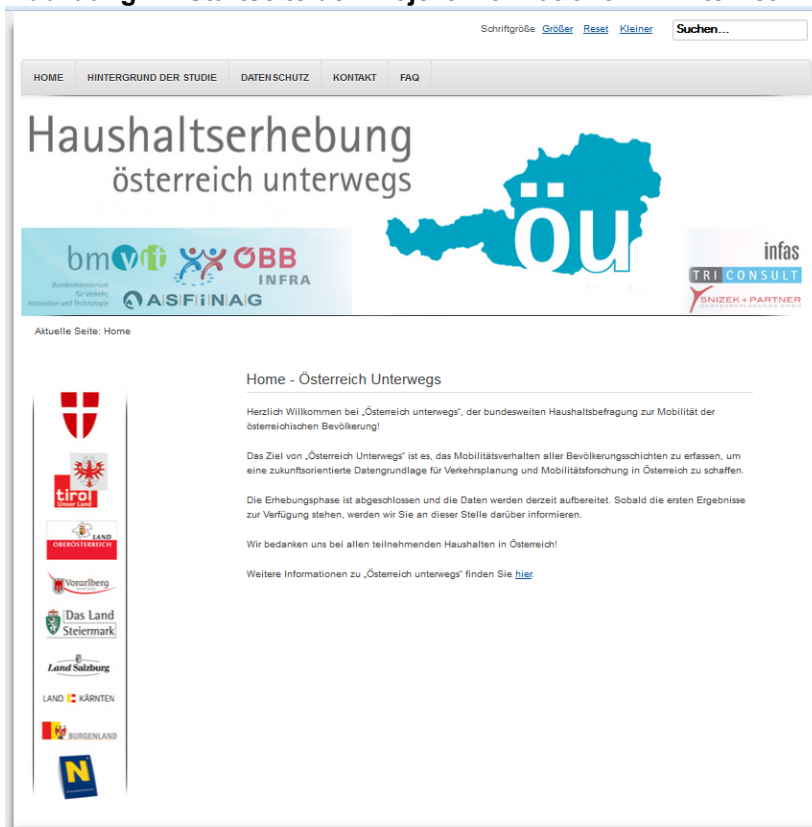 Schriftgröße Größer Reset Kleiner Suchen...
HOME HINTERGRUND DER STUDIE DATENSCHUTZ KONTAKT FAQ
Haushaltserhebung
österreich unterwegs
öu
bmvit ÖBB
INFRA
Bundesministerium
für Verkehr,
Innovation und Technologie
ASFiNAG
infas
TRICONSULT
SNIZEK + PARTNER
VERKEHRSPLANUNGS GMBH
Aktuelle Seite: Home
Home - Österreich Unterwegs
Herzlich Willkommen bei „Österreich unterwegs“, der bundesweiten Haushaltsbefragung zur Mobilität der
österreichischen Bevölkerung!
Das Ziel von „Österreich Unterwegs“ ist es, das Mobilitätsverhalten aller Bevölkerungsschichten zu erfassen, um
eine zukunftsorientierte Datengrundlage für Verkehrsplanung und Mobilitätsforschung in Österreich zu schaffen.
Die Erhebungsphase ist abgeschlossen und die Daten werden derzeit aufbereitet. Sobald die ersten Ergebnisse
zur Verfügung stehen, werden wir Sie an dieser Stelle darüber informieren.
Wir bedanken uns bei allen teilnehmenden Haushalten in Österreich!
Weitere Informationen zu „Österreich unterwegs“ finden Sie hier.
tirol
Unser Land
LAND
OBERÖSTERREICH
Vorarlberg
Das Land
Steiermark
Land Salzburg
LAND KÄRNTEN
BURGENLAND
N